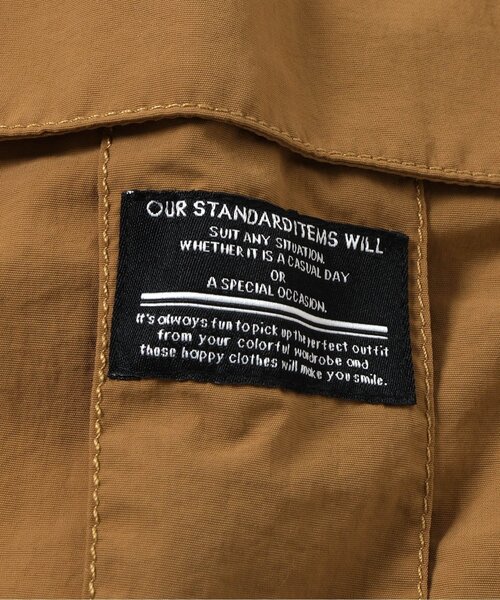 OUR STANDARDITEMS WILL
SUIT ANY SITUATION.
WHETHER IT IS A CASUAL DAY
OR
A SPECIAL OCCASION.
It's always fun to pick up the perfect outfit
from your colorful wardrobe and
these happy clothes will make you smile.